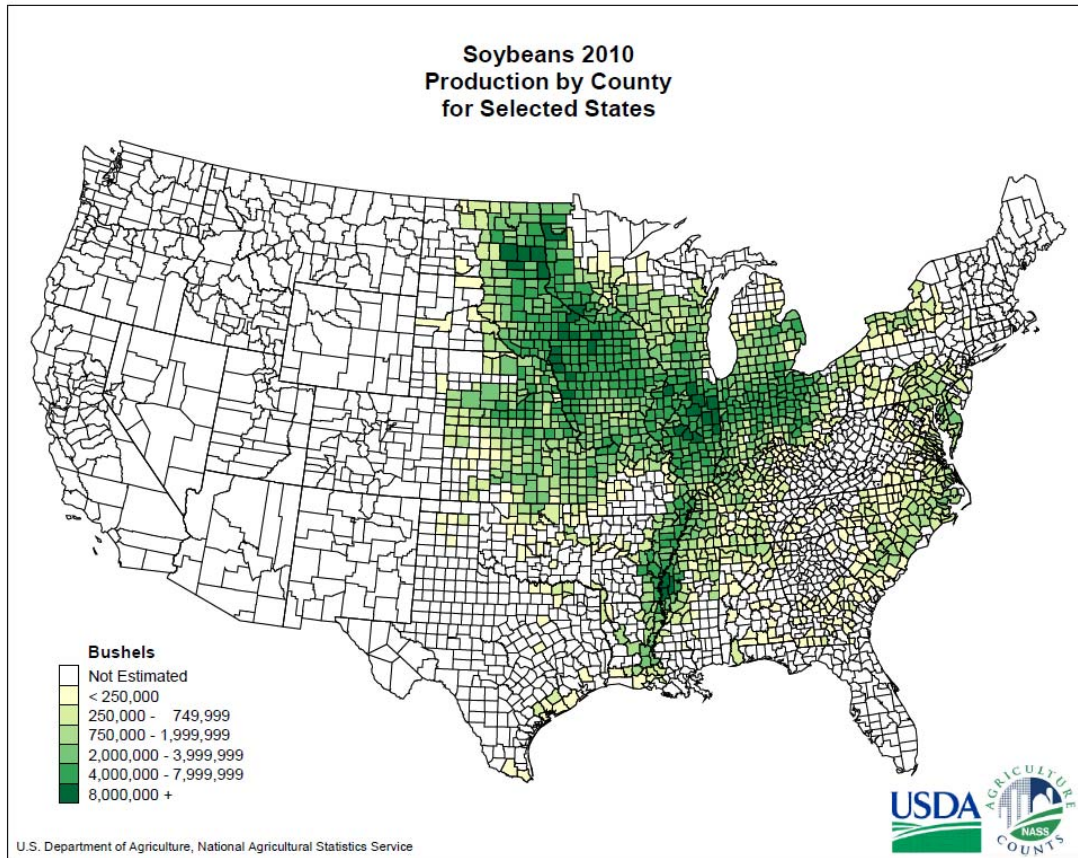 Soybeans 2010
Production by County
for Selected States
Bushels
Not Estimated
< 250,000
250,000 - 749,999
750,000 - 1,999,999
2,000,000 - 3,999,999
4,000,000 - 7,999,999
8,000,000 +
U.S. Department of Agriculture, National Agricultural Statistics Service
USDA
AGRICULTURE
NASS
COUNTS